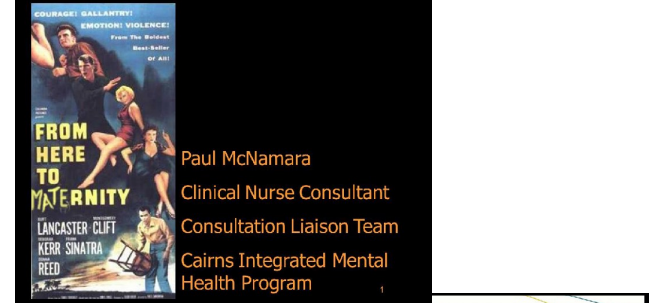 COURAGE! GALLANTRY!
EMOTION! VIOLENCE!
From The Boldest
Best-Seller
Of All!
FROM
HERE
TO
MATERNITY
LANCASTER CLIFT
KERR SINATRA
REED
Paul McNamara
Clinical Nurse Consultant
Consultation Liaison Team
Cairns Integrated Mental
Health Program
1